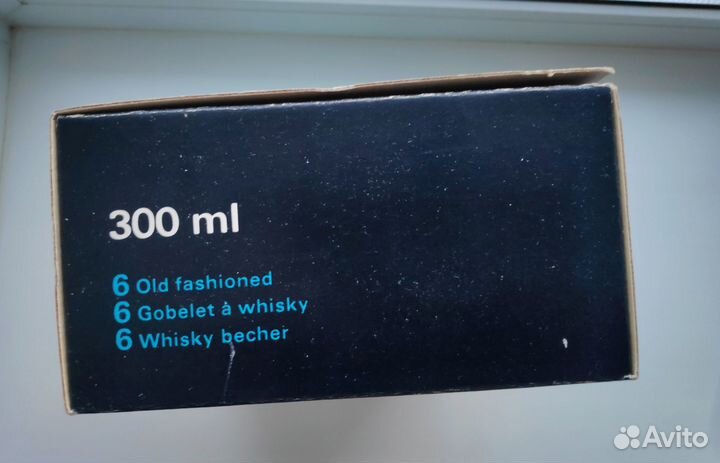 300 ml
6 Old fashioned
6 Gobelet à whisky
6 Whisky becher
Avito